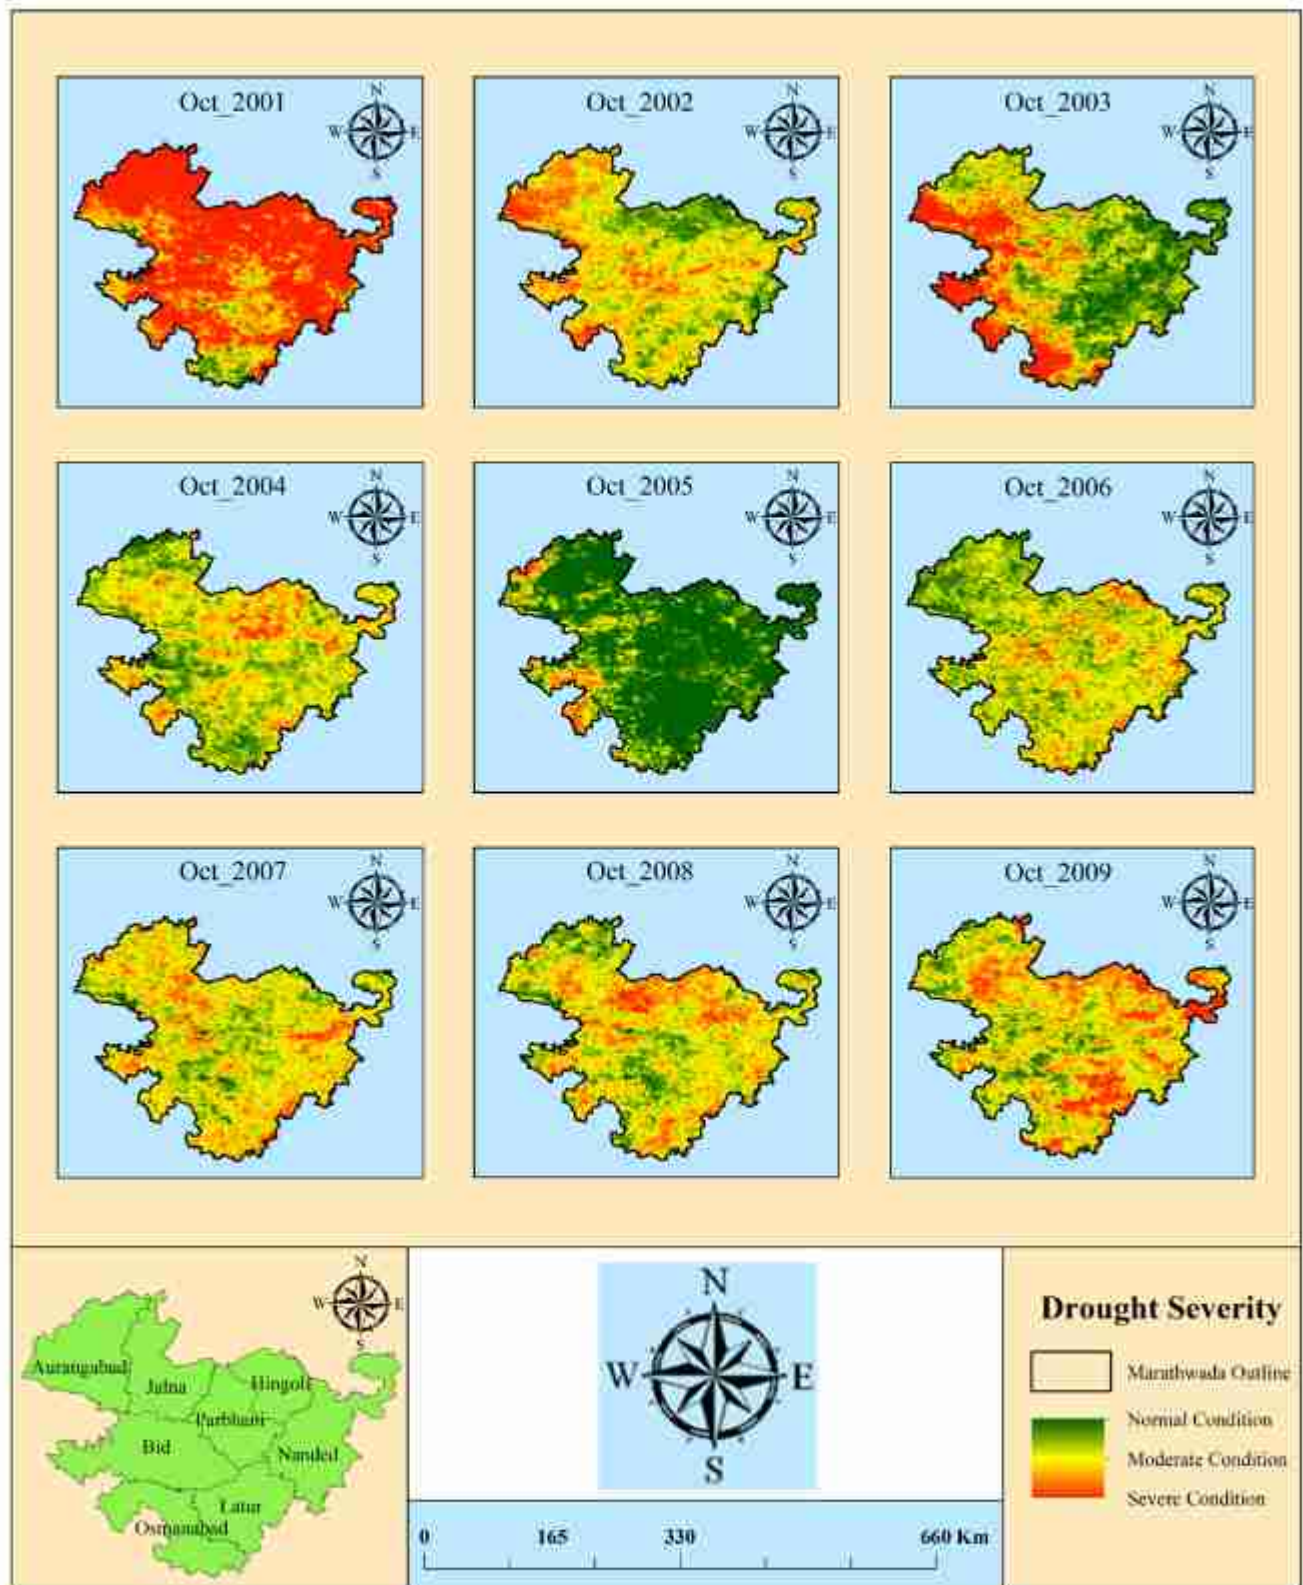 Oct_2001
N
W E
S
Oct_2002
N
W E
S
Oct_2003
N
W E
S
Oct_2004
N
W E
S
Oct_2005
N
W E
S
Oct_2006
N
W E
S
Oct_2007
N
W E
S
Oct_2008
N
W E
S
Oct_2009
N
W E
S
N
W E
S
Aurangabad
Jalna
Hingoli
Parbhani
Bid
Nanded
Latur
Osmanabad
N
W E
S
0 165 330 660 Km
Drought Severity
Marathwada Outline
Normal Condition
Moderate Condition
Severe Condition